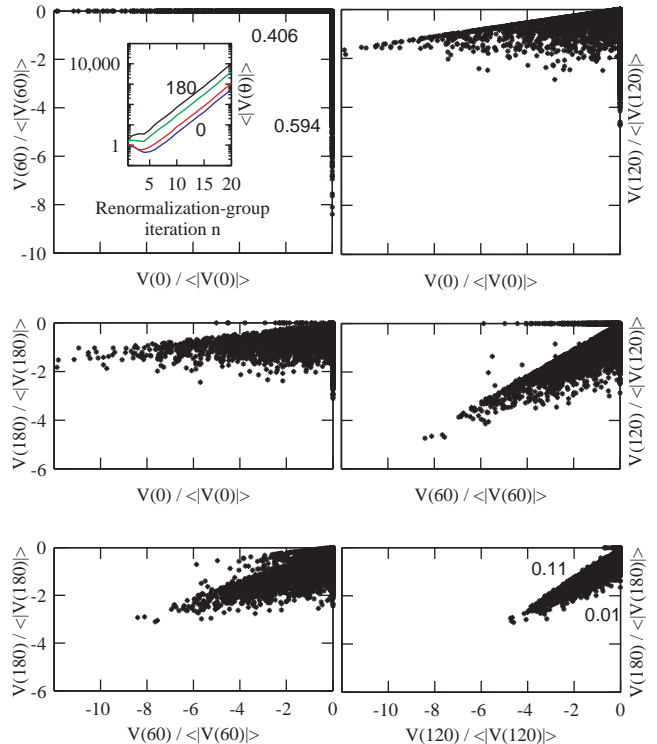 0
-2
-4
-6
-8
-10
V(60) / <|V(60)|>
0.406
0.594
10,000
1
180
0
<|V(θ)|>
5 10 15 20
Renormalization-group
iteration n
V(0) / <|V(0)|>
V(120) / <|V(120)|>
V(0) / <|V(0)|>
0
-2
-4
-6
V(180) / <|V(180)|>
V(0) / <|V(0)|>
V(120) / <|V(120)|>
V(60) / <|V(60)|>
0
-2
-4
-6
V(180) / <|V(180)|>
-10 -8 -6 -4 -2 0
V(60) / <|V(60)|>
0.11
0.01
V(180) / <|V(180)|>
-10 -8 -6 -4 -2 0
V(120) / <|V(120)|>